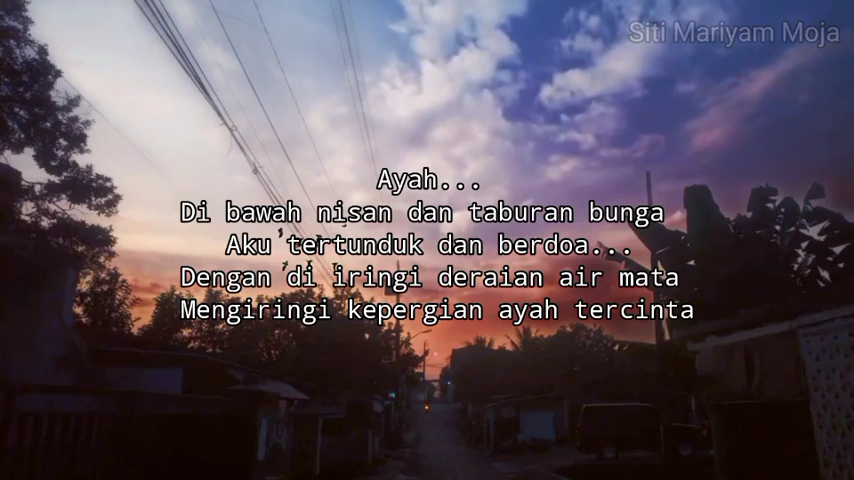 Siti Mariyam Moja
Ayah...
Di bawah nisan dan taburan bunga
Aku tertunduk dan berdoa...
Dengan di iringi deraian air mata
Mengiringi kepergian ayah tercinta